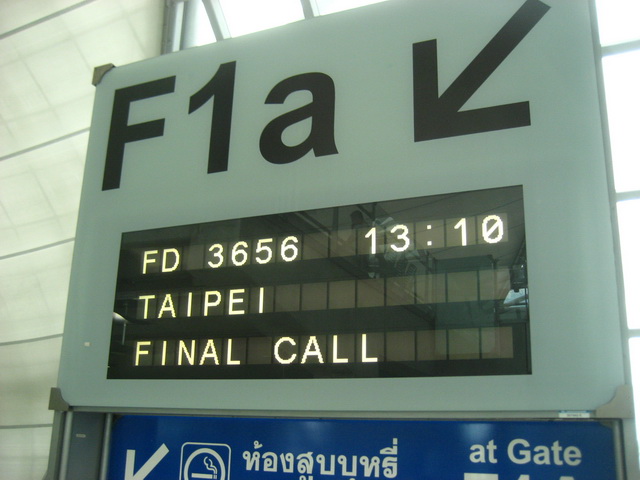 F1a
FD 3656 13:10
TAIPEI
FINAL CALL
ห้องสูบบุหรี่
at Gate